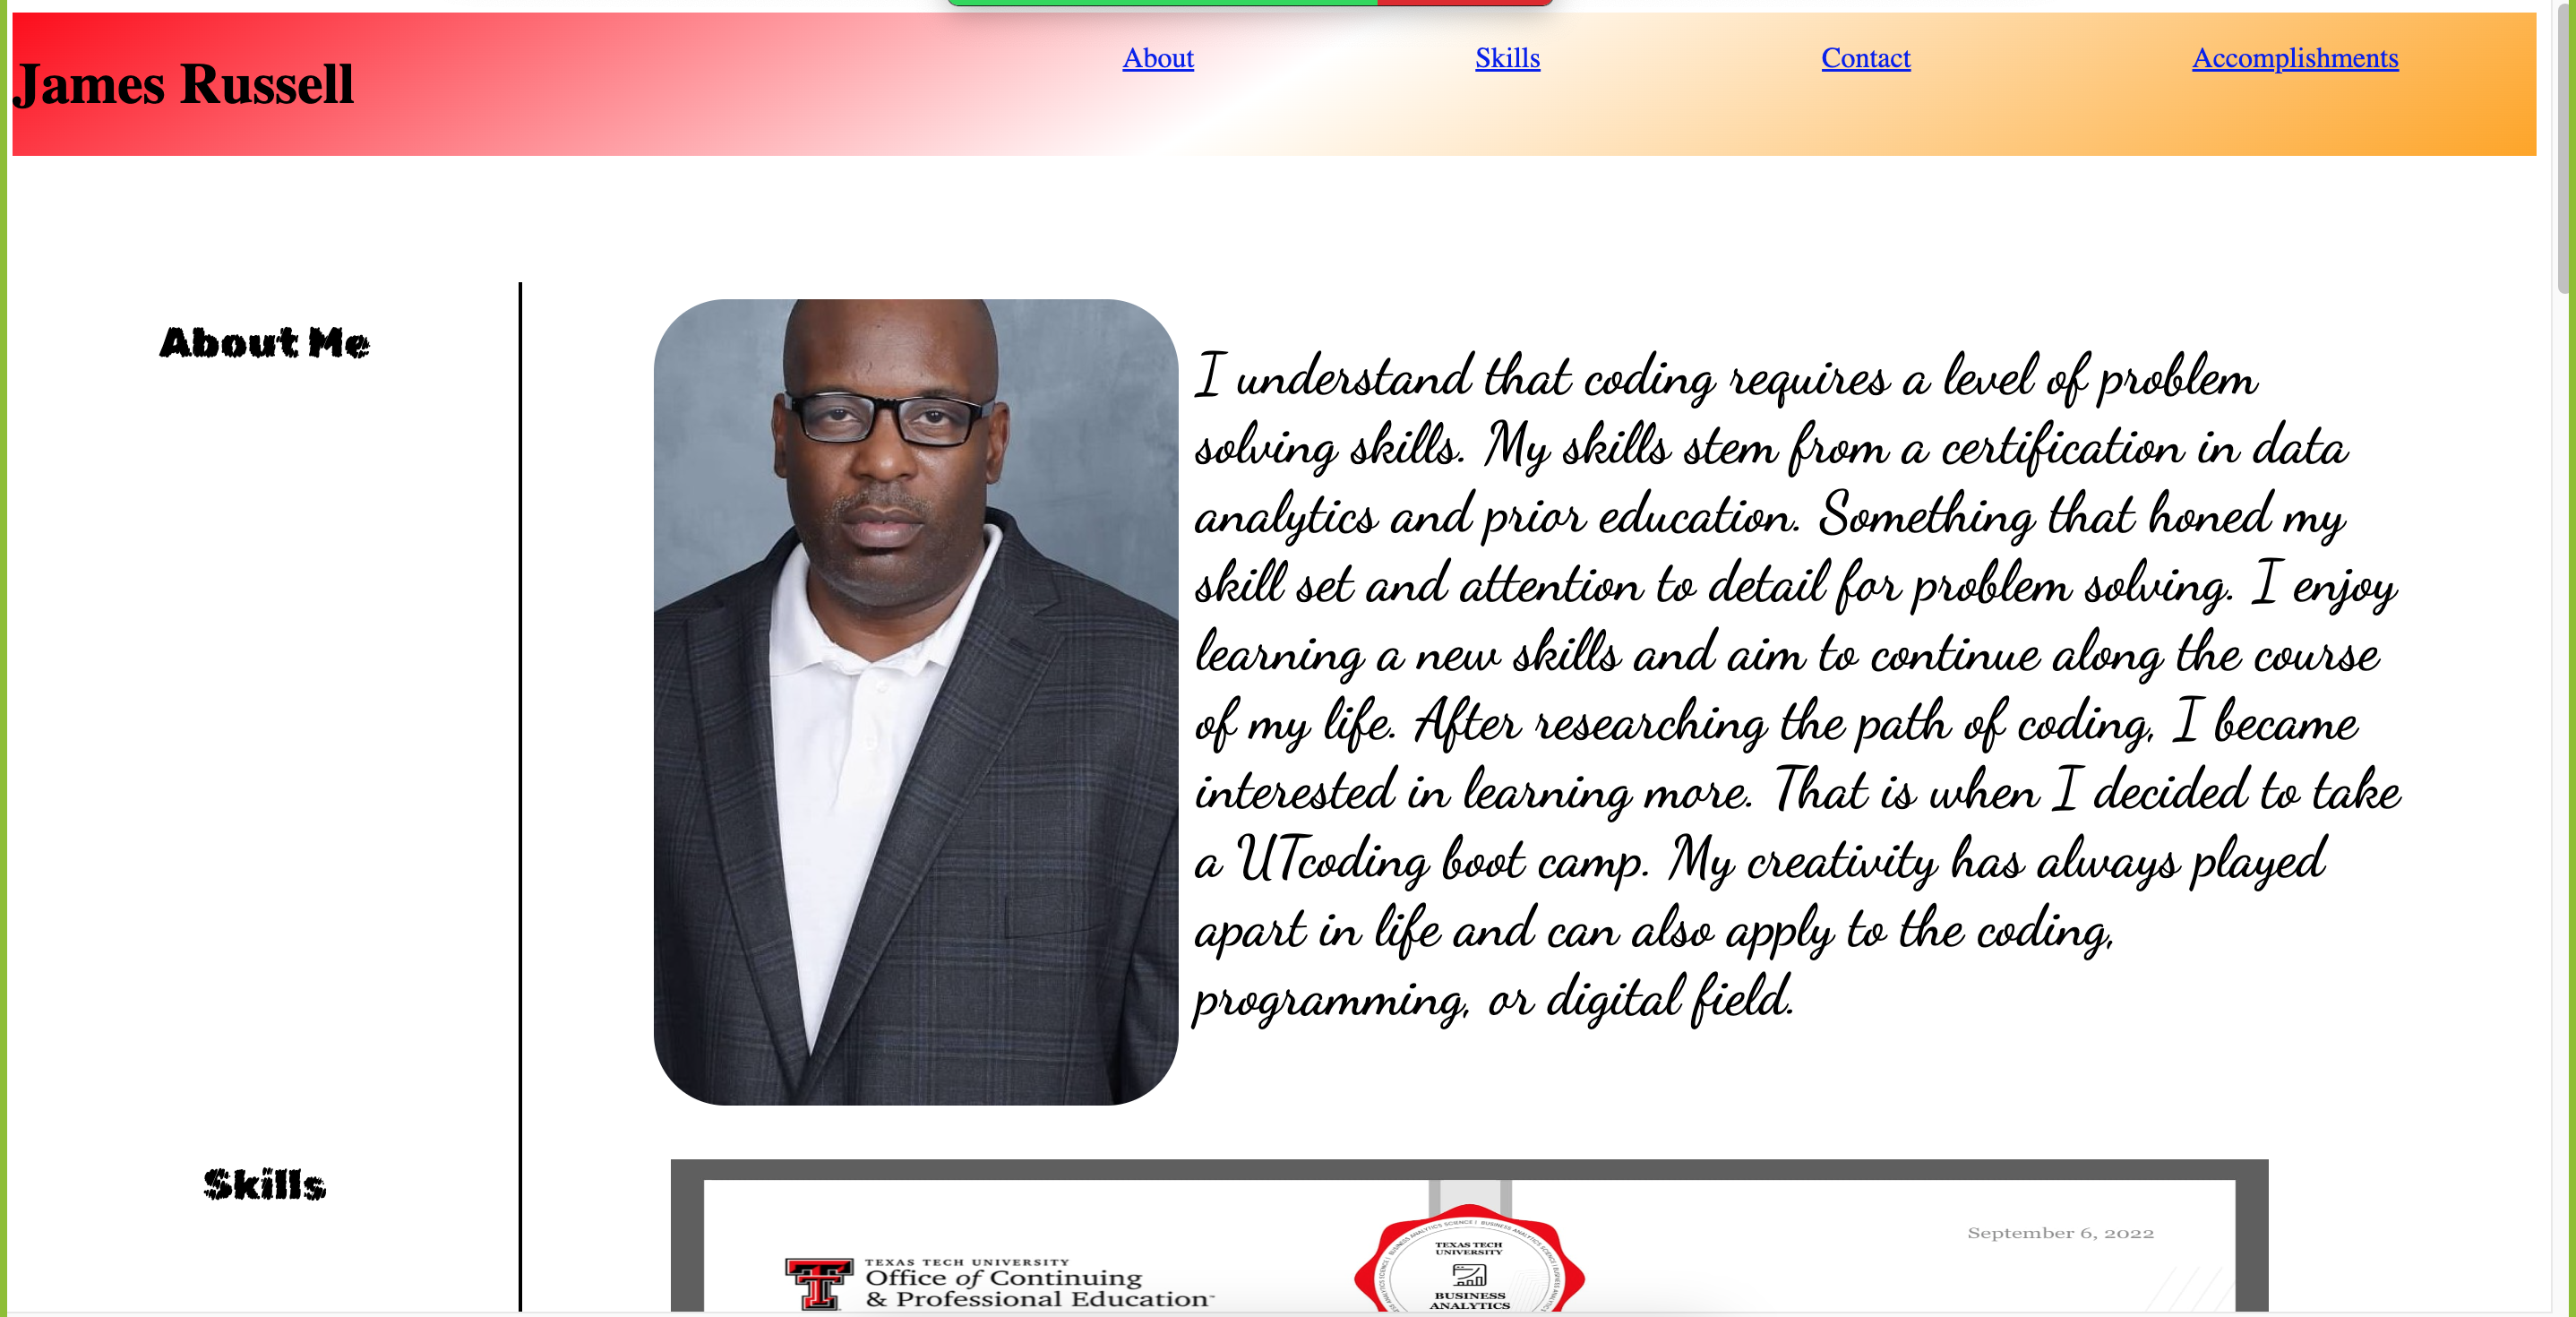 James Russell
About
Skills
Contact
Accomplishments
About Me
I understand that coding requires a level of problem
solving skills. My skills stem from a certification in data
analytics and prior education. Something that honed my
skill set and attention to detail for problem solving. I enjoy
learning a new skills and aim to continue along the course
of my life. After researching the path of coding, I became
interested in learning more. That is when I decided to take
a UTcoding boot camp. My creativity has always played
apart in life and can also apply to the coding,
programming, or digital field.
Skills
TEXAS TECH UNIVERSITY
Office of Continuing
& Professional Education™
TEXAS TECH
UNIVERSITY
BUSINESS
ANALYTICS
September 6, 2022